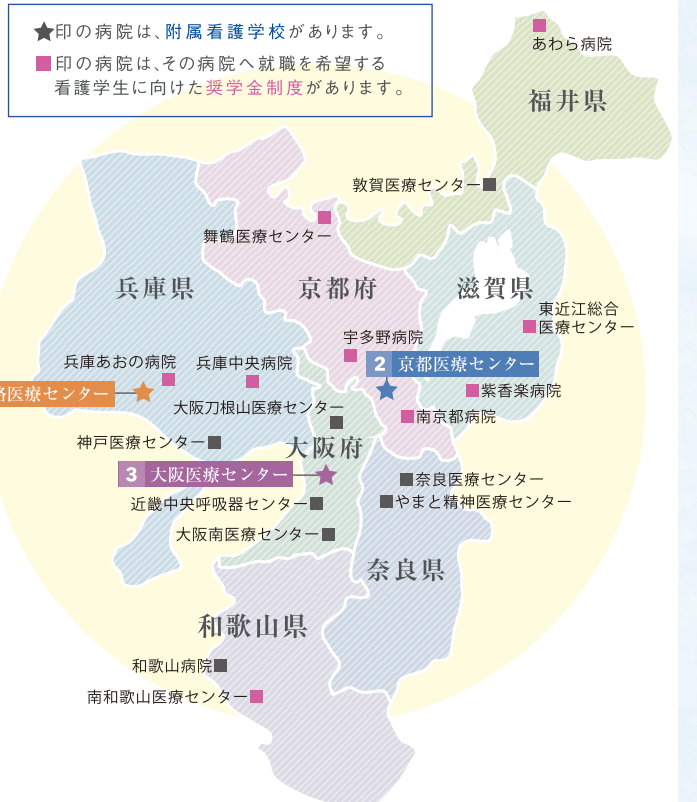 ★印の病院は、附属看護学校があります。
■印の病院は、その病院へ就職を希望する
看護学生に向けた奨学金制度があります。
あわら病院
福井県
敦賀医療センター
舞鶴医療センター
兵庫県
京都府
滋賀県
東近江総合
医療センター
宇多野病院
兵庫あおの病院
兵庫中央病院
2 京都医療センター
路医療センター
紫香楽病院
大阪刀根山医療センター
南京都病院
神戸医療センター
大阪府
3 大阪医療センター
奈良医療センター
近畿中央呼吸器センター
やまと精神医療センター
大阪南医療センター
奈良県
和歌山県
和歌山病院
南和歌山医療センター